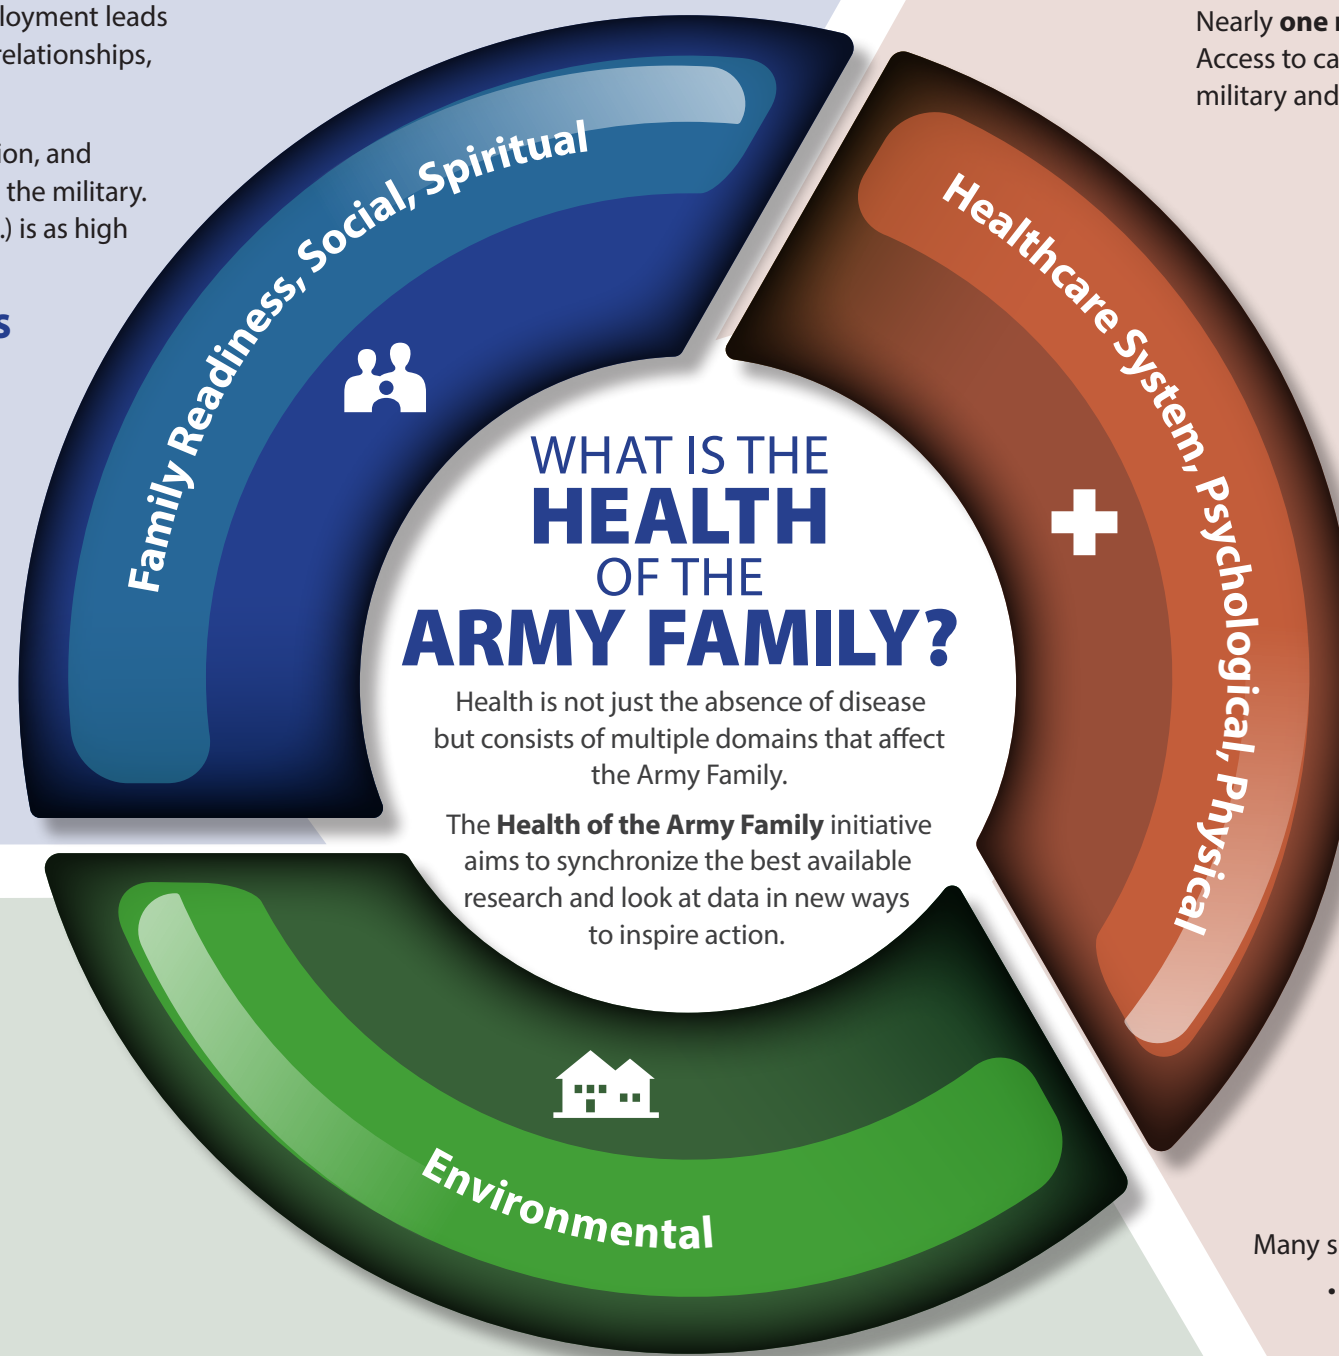 loyment leads
relationships,
ion, and
the military.
.) is as high
s
Nearly one
Access to ca
military and
Family Readiness, Social, Spiritual
Healthcare System, Psychological, Physical
WHAT IS THE
HEALTH
OF THE
ARMY FAMILY?
Health is not just the absence of disease
but consists of multiple domains that affect
the Army Family.
The Health of the Army Family initiative
aims to synchronize the best available
research and look at data in new ways
to inspire action.
Environmental
Many s
•